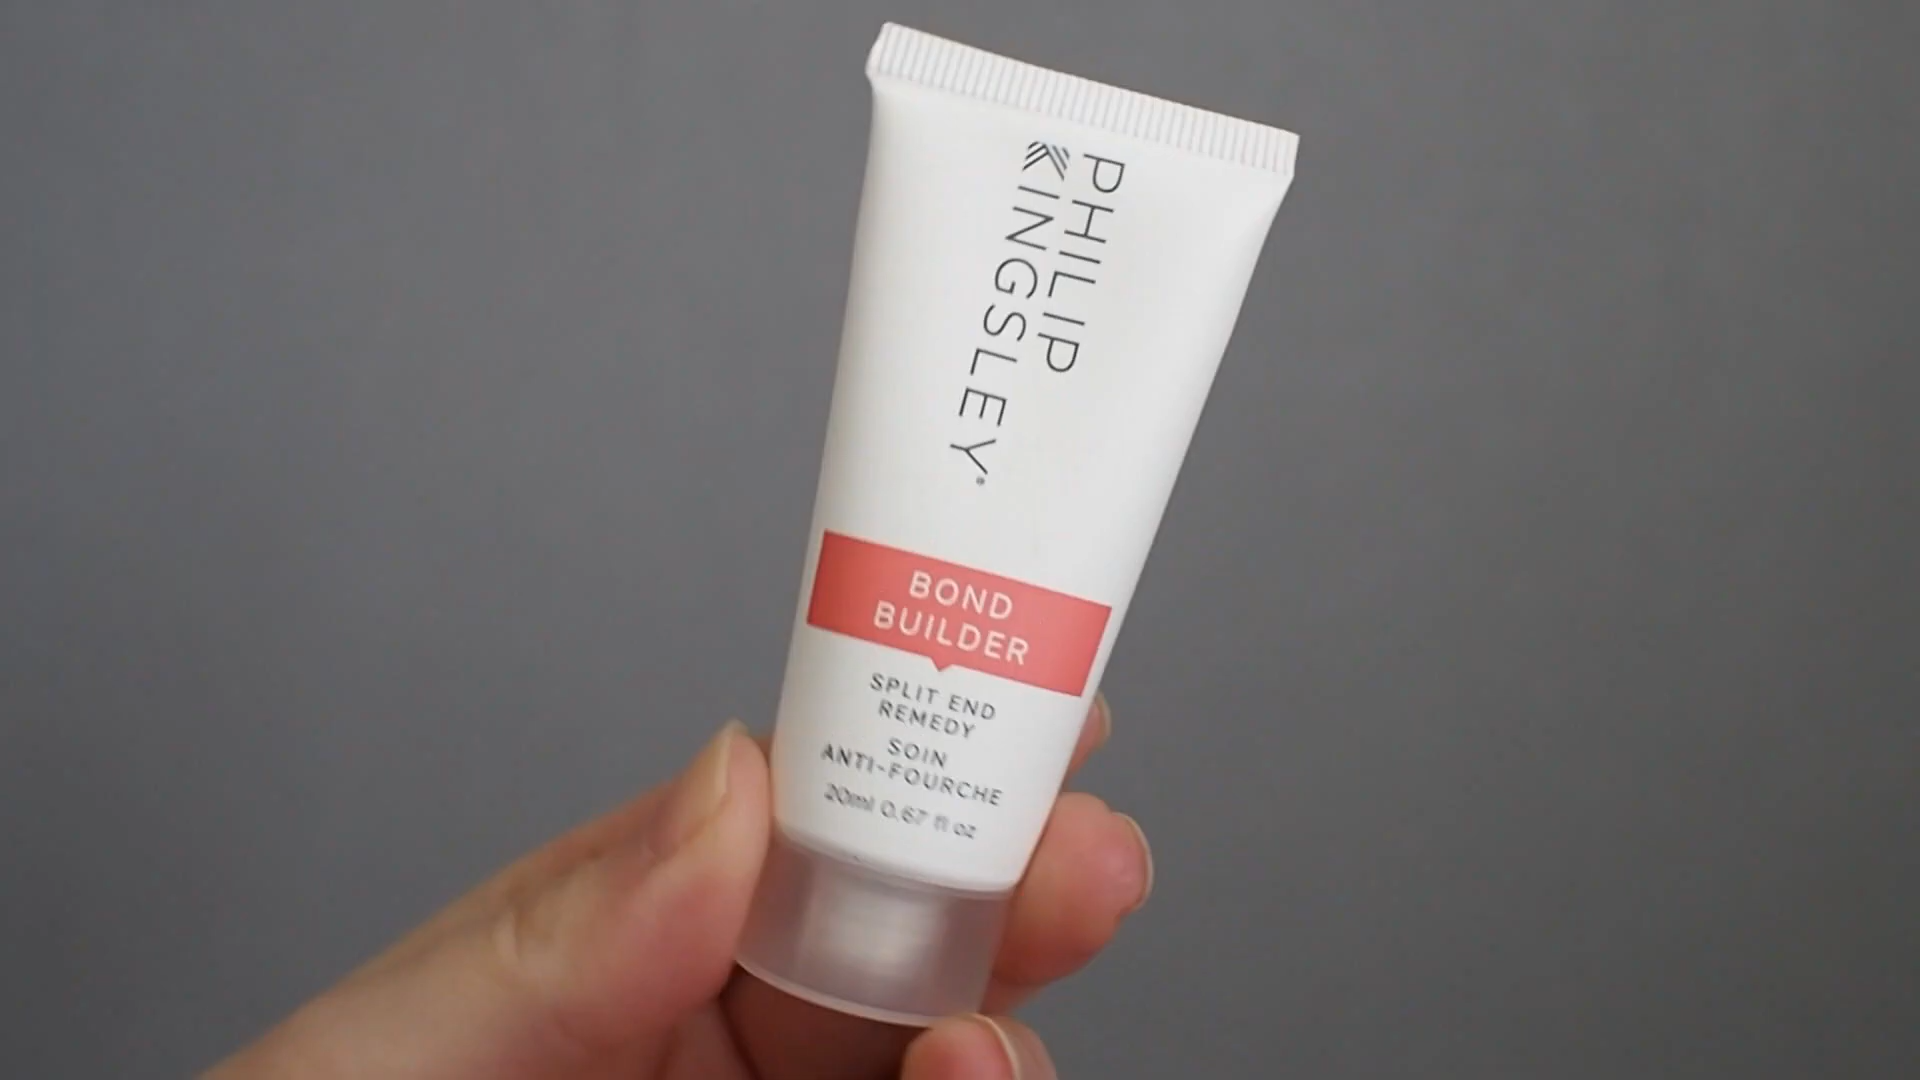 PHILIP
KINGSLEY®
BOND
BUILDER
SPLIT END
REMEDY
SOIN
ANTI-FOURCHE
20ml 0.67 fl oz